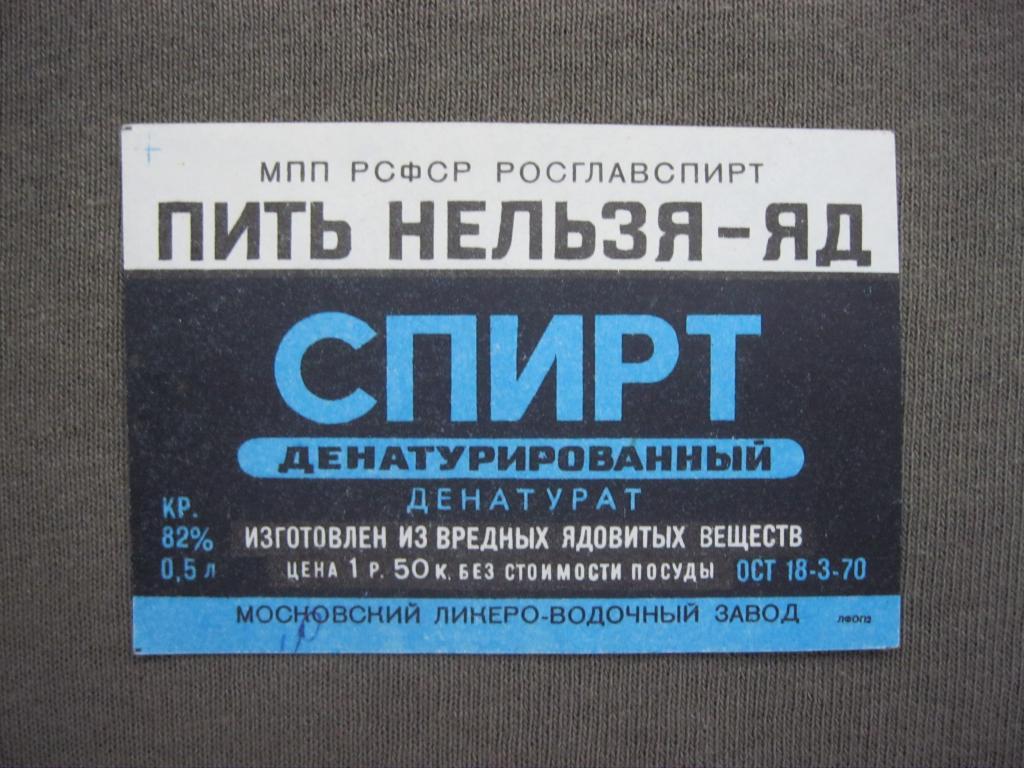 МПП РСФСР РОСГЛАВСПИРТ
ПИТЬ НЕЛЬЗЯ-ЯД
СПИРТ
ДЕНАТУРИРОВАННЫЙ
ДЕНАТУРАТ
КР.
82% ИЗГОТОВЛЕН ИЗ ВРЕДНЫХ ЯДОВИТЫХ ВЕЩЕСТВ
0,5 л ЦЕНА 1 Р. 50 К. БЕЗ СТОИМОСТИ ПОСУДЫ ОСТ 18-3-70
МОСКОВСКИЙ ЛИКЕРО-ВОДОЧНЫЙ ЗАВОД